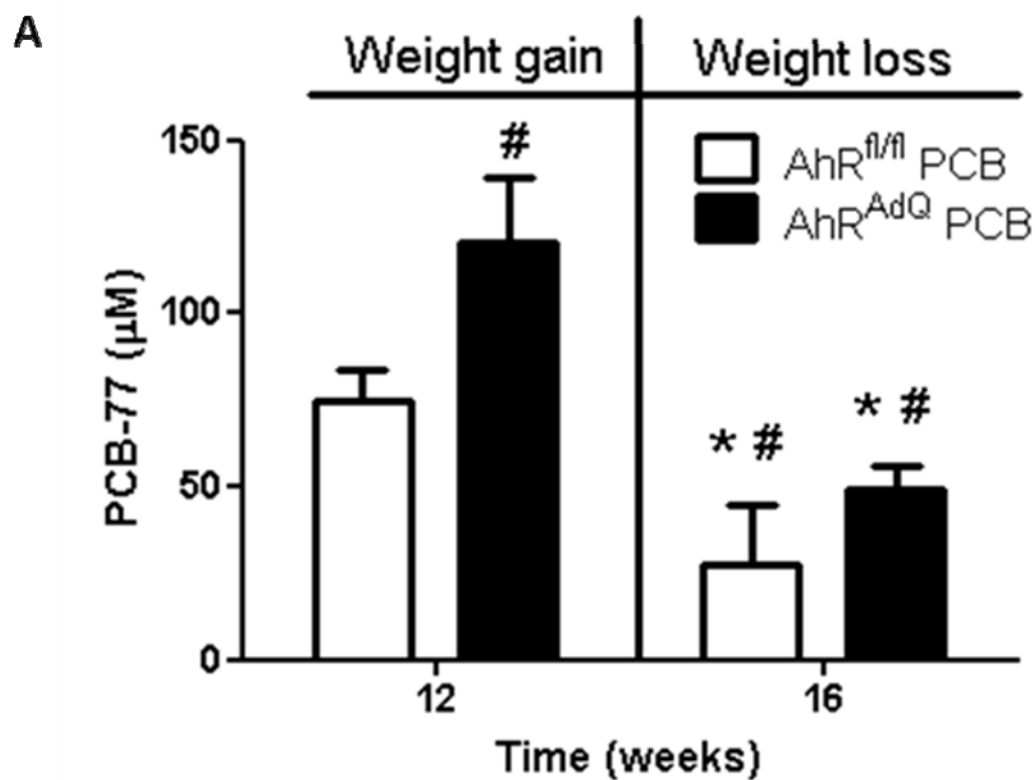 A
Weight gain
Weight loss
150
100
50
0
PCB-77 (µM)
#
* #
* #
AhR^fl/fl PCB
AhR^AdQ PCB
12
16
Time (weeks)